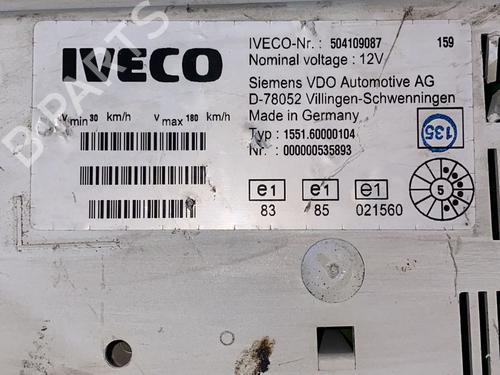 IVECO
IVECO-Nr.: 504109087 159
Nominal voltage : 12V
Siemens VDO Automotive AG
D-78052 Villingen-Schwenningen
Made in Germany
Typ : 1551.60000104
Nr. : 000000535893
135
V min 30 km/h V max 180 km/h
e1 e1 e1
83 85 021560
5
B-PARTS